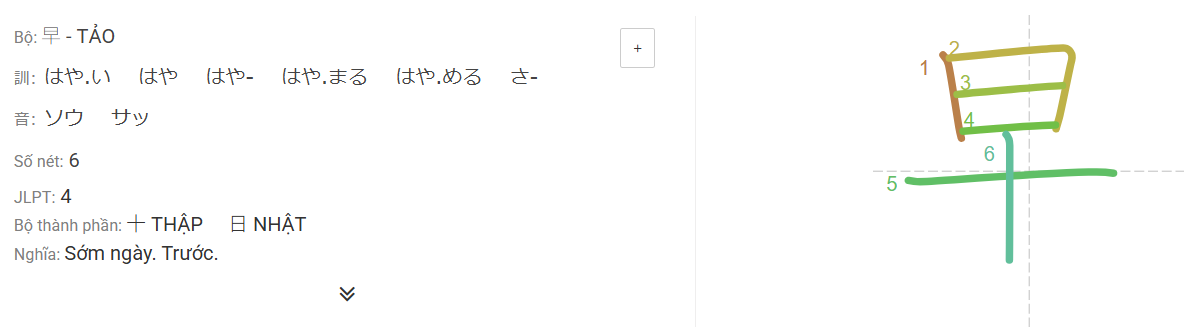 Bộ: 早 - TẢO
+
訓: はや.い はや はや- はや.まる はや.める さ-
音: ソウ サッ
Số nét: 6
JLPT: 4
Bộ thành phần: 十 THẬP 日 NHẬT
Nghĩa: Sớm ngày. Trước.
1
2
3
4
5
6